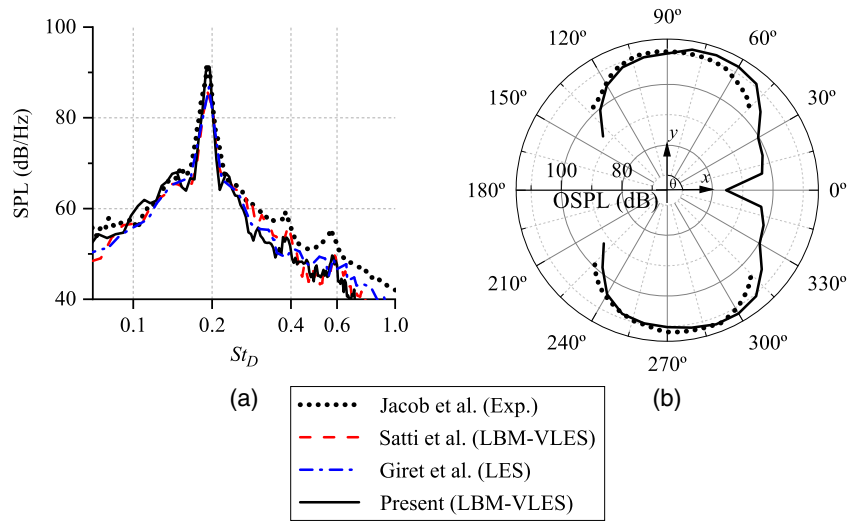 100
80
60
40
SPL (dB/Hz)
0.1
0.2
0.4
0.6
1.0
St_D
(a)
90º
120º
60º
150º
30º
180º
0º
210º
330º
240º
300º
270º
y
x
θ
100
80
OSPL (dB)
(b)
Jacob et al. (Exp.)
Satti et al. (LBM-VLES)
Giret et al. (LES)
Present (LBM-VLES)